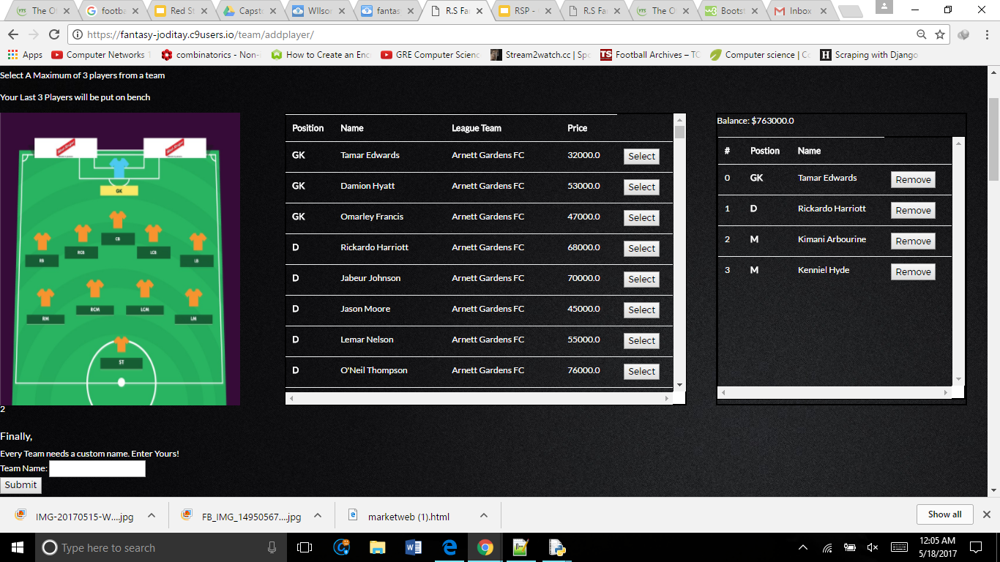 The O
footba
Red St
Capst
WIlsor
fantas
R.S Fa
RSP -
R.S Fa
The O
Bootst
Inbox
https://fantasy-joditay.c9users.io/team/addplayer/
Apps Computer Networks combinatorics - Non- How to Create an Enc GRE Computer Scienc Stream2watch.cc | Spo Football Archives – TC Computer science | C Scraping with Django
Select A Maximum of 3 players from a team
Your Last 3 Players will be put on bench
GK
CB
RB RCB LCB LB
RM RCM LCM LM
ST
2
Position Name League Team Price
GK Tamar Edwards Arnett Gardens FC 32000.0 Select
GK Damion Hyatt Arnett Gardens FC 53000.0 Select
GK Omarley Francis Arnett Gardens FC 47000.0 Select
D Rickardo Harriott Arnett Gardens FC 68000.0 Select
D Jabeur Johnson Arnett Gardens FC 70000.0 Select
D Jason Moore Arnett Gardens FC 45000.0 Select
D Lemar Nelson Arnett Gardens FC 55000.0 Select
D O'Neil Thompson Arnett Gardens FC 76000.0 Select
Balance: $763000.0
# Postion Name
0 GK Tamar Edwards Remove
1 D Rickardo Harriott Remove
2 M Kimani Arbourine Remove
3 M Kenniel Hyde Remove
Finally,
Every Team needs a custom name. Enter Yours!
Team Name:
Submit
IMG-20170515-W....jpg FB_IMG_14950567....jpg marketweb (1).html Show all
Type here to search
12:05 AM
5/18/2017